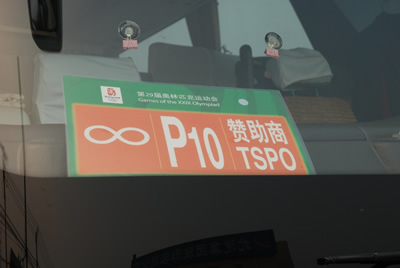 第29届奥林匹克运动会
Games of the XXIX Olympiad
∞ P10 赞助商
TSPO